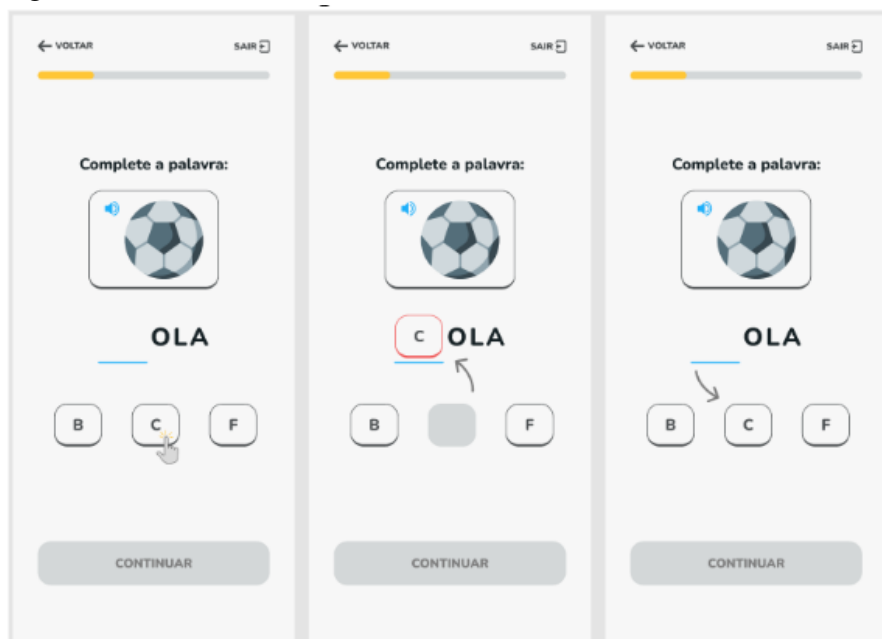 VOLTAR SAIR
Complete a palavra:
OLA
B C F
CONTINUAR
VOLTAR SAIR
Complete a palavra:
C OLA
B F
CONTINUAR
VOLTAR SAIR
Complete a palavra:
OLA
B C F
CONTINUAR